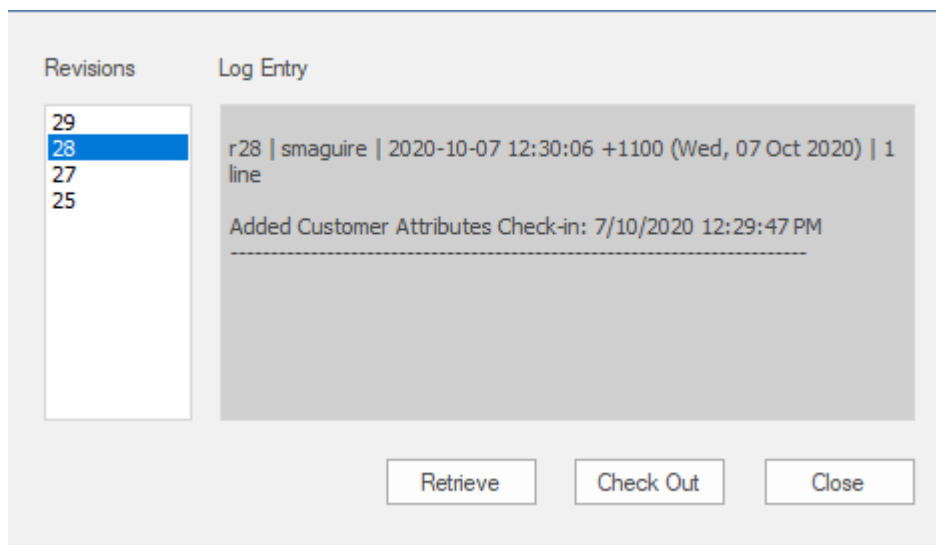 Revisions
Log Entry
29
28
27
25
r28 | smaguire | 2020-10-07 12:30:06 +1100 (Wed, 07 Oct 2020) | 1
line
Added Customer Attributes Check-in: 7/10/2020 12:29:47 PM
--------------------------------------------------------------------------------
Retrieve
Check Out
Close